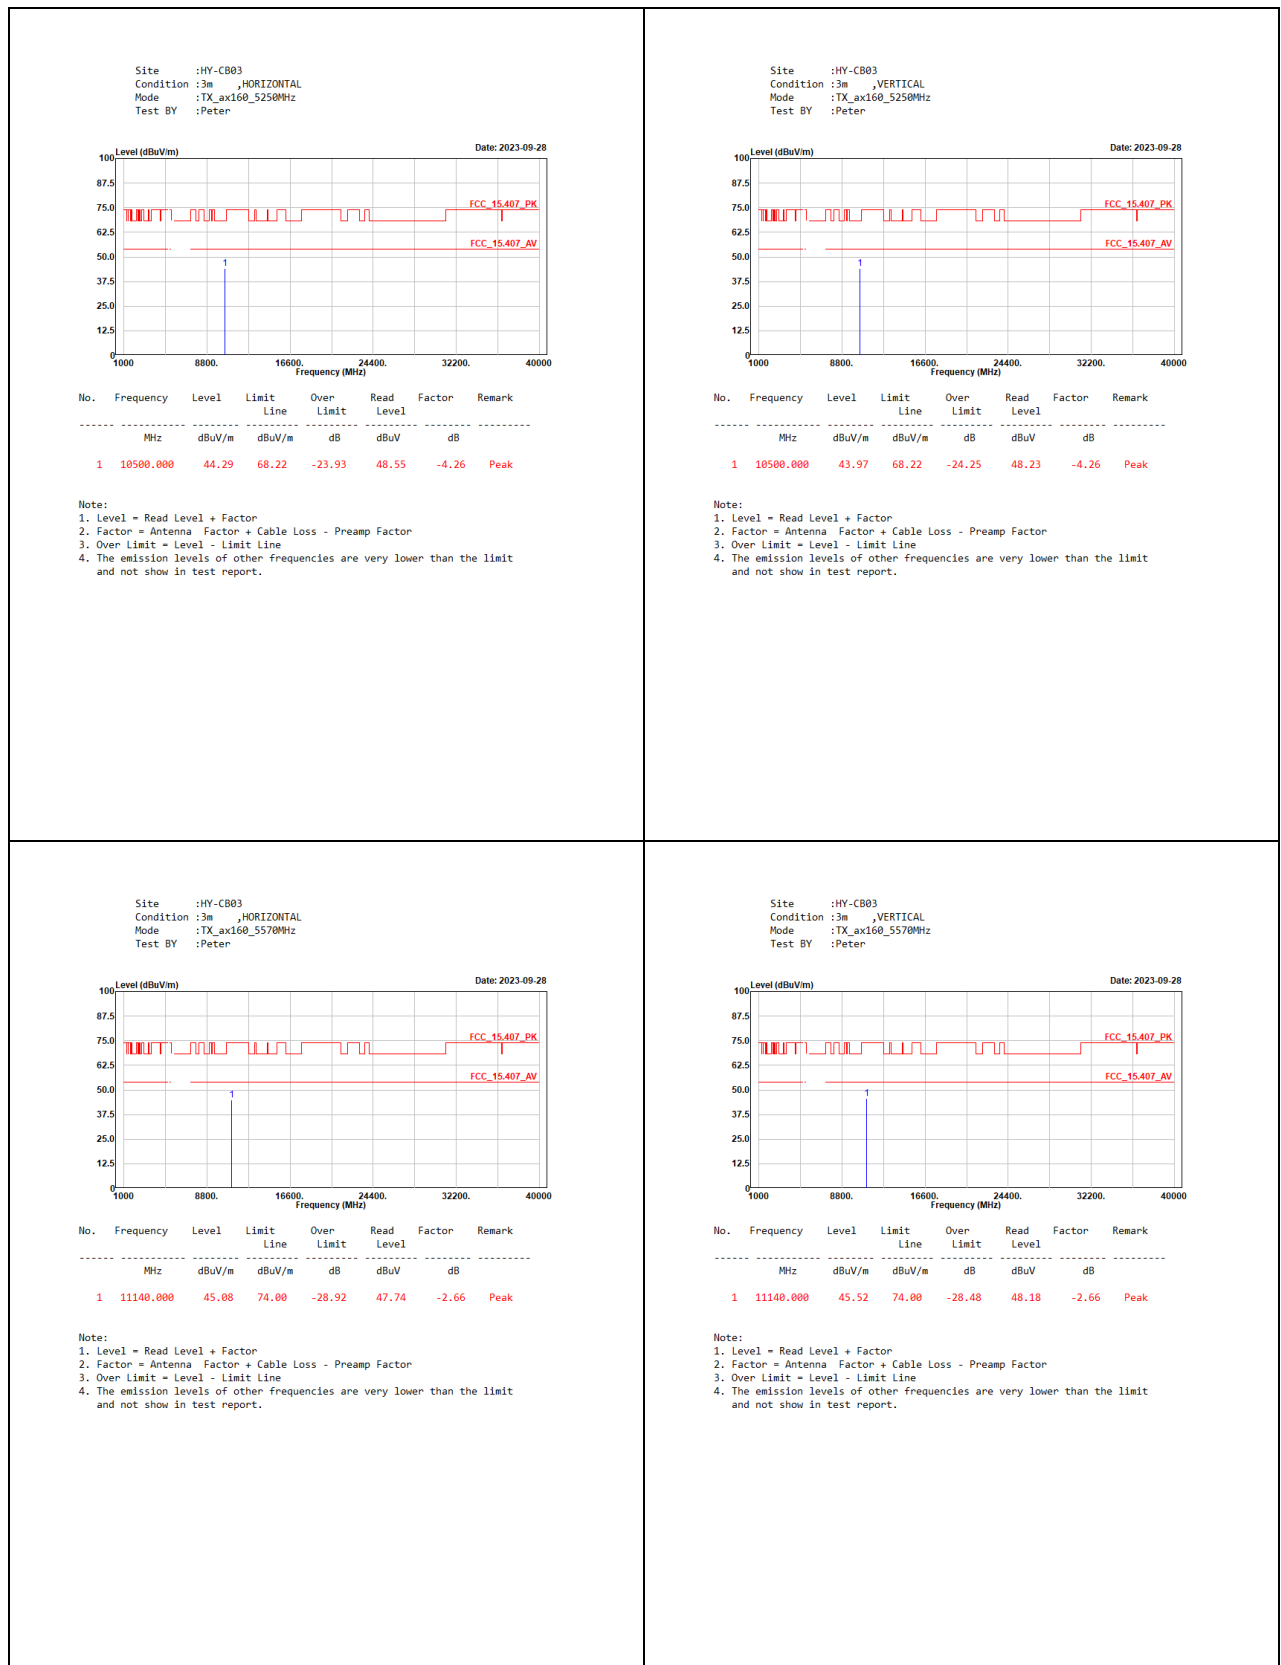 Site :HY-CB03
Condition :3m ,HORIZONTAL
Mode :TX_ax160_5250MHz
Test BY :Peter
Level (dBuV/m) Date: 2023-09-28
100
87.5
75.0 FCC_15.407_PK
62.5
FCC_15.407_AV
50.0 1
37.5
25.0
12.5
0
1000 8800. 16600. 24400. 32200. 40000
Frequency (MHz)
No. Frequency Level Limit Over Read Factor Remark
Line Limit Level
------ ----------- -------- -------- --------- --------- -------- ---------
MHz dBuV/m dBuV/m dB dBuV dB
1 10500.000 44.29 68.22 -23.93 48.55 -4.26 Peak
Note:
1. Level = Read Level + Factor
2. Factor = Antenna Factor + Cable Loss - Preamp Factor
3. Over Limit = Level - Limit Line
4. The emission levels of other frequencies are very lower than the limit
and not show in test report.
Site :HY-CB03
Condition :3m ,VERTICAL
Mode :TX_ax160_5250MHz
Test BY :Peter
Level (dBuV/m) Date: 2023-09-28
100
87.5
75.0 FCC_15.407_PK
62.5
FCC_15.407_AV
50.0 1
37.5
25.0
12.5
0
1000 8800. 16600. 24400. 32200. 40000
Frequency (MHz)
No. Frequency Level Limit Over Read Factor Remark
Line Limit Level
------ ----------- -------- -------- --------- --------- -------- ---------
MHz dBuV/m dBuV/m dB dBuV dB
1 10500.000 43.97 68.22 -24.25 48.23 -4.26 Peak
Note:
1. Level = Read Level + Factor
2. Factor = Antenna Factor + Cable Loss - Preamp Factor
3. Over Limit = Level - Limit Line
4. The emission levels of other frequencies are very lower than the limit
and not show in test report.
Site :HY-CB03
Condition :3m ,HORIZONTAL
Mode :TX_ax160_5570MHz
Test BY :Peter
Level (dBuV/m) Date: 2023-09-28
100
87.5
75.0 FCC_15.407_PK
62.5
FCC_15.407_AV
50.0 1
37.5
25.0
12.5
0
1000 8800. 16600. 24400. 32200. 40000
Frequency (MHz)
No. Frequency Level Limit Over Read Factor Remark
Line Limit Level
------ ----------- -------- -------- --------- --------- -------- ---------
MHz dBuV/m dBuV/m dB dBuV dB
1 11140.000 45.08 74.00 -28.92 47.74 -2.66 Peak
Note:
1. Level = Read Level + Factor
2. Factor = Antenna Factor + Cable Loss - Preamp Factor
3. Over Limit = Level - Limit Line
4. The emission levels of other frequencies are very lower than the limit
and not show in test report.
Site :HY-CB03
Condition :3m ,VERTICAL
Mode :TX_ax160_5570MHz
Test BY :Peter
Level (dBuV/m) Date: 2023-09-28
100
87.5
75.0 FCC_15.407_PK
62.5
FCC_15.407_AV
50.0 1
37.5
25.0
12.5
0
1000 8800. 16600. 24400. 32200. 40000
Frequency (MHz)
No. Frequency Level Limit Over Read Factor Remark
Line Limit Level
------ ----------- -------- -------- --------- --------- -------- ---------
MHz dBuV/m dBuV/m dB dBuV dB
1 11140.000 45.52 74.00 -28.48 48.18 -2.66 Peak
Note:
1. Level = Read Level + Factor
2. Factor = Antenna Factor + Cable Loss - Preamp Factor
3. Over Limit = Level - Limit Line
4. The emission levels of other frequencies are very lower than the limit
and not show in test report.